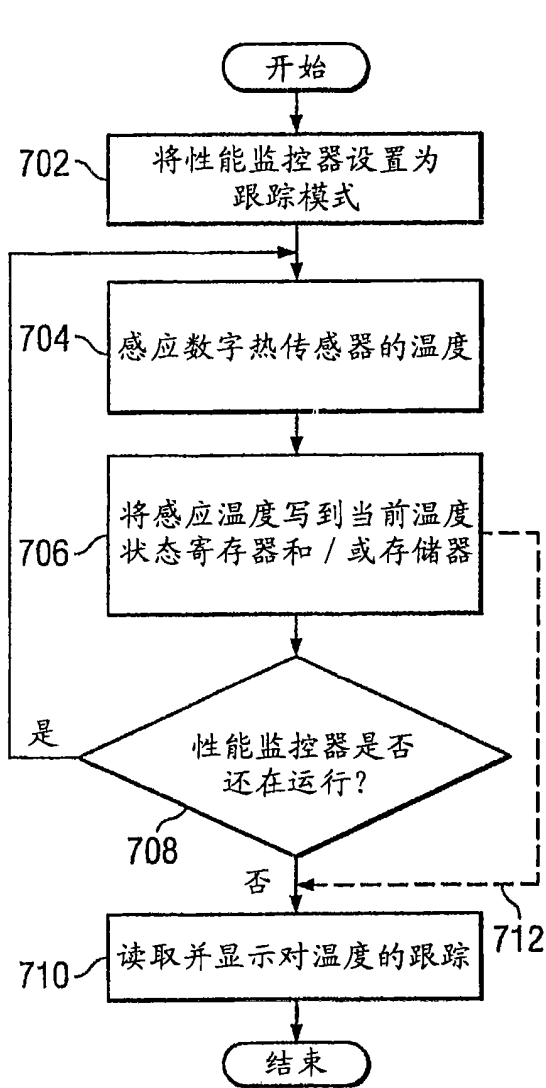 开始
702
将性能监控器设置为
跟踪模式
704
感应数字热传感器的温度
706
将感应温度写到当前温度
状态寄存器和/或存储器
是
性能监控器是否
还在运行？
708
否
712
710
读取并显示对温度的跟踪
结束